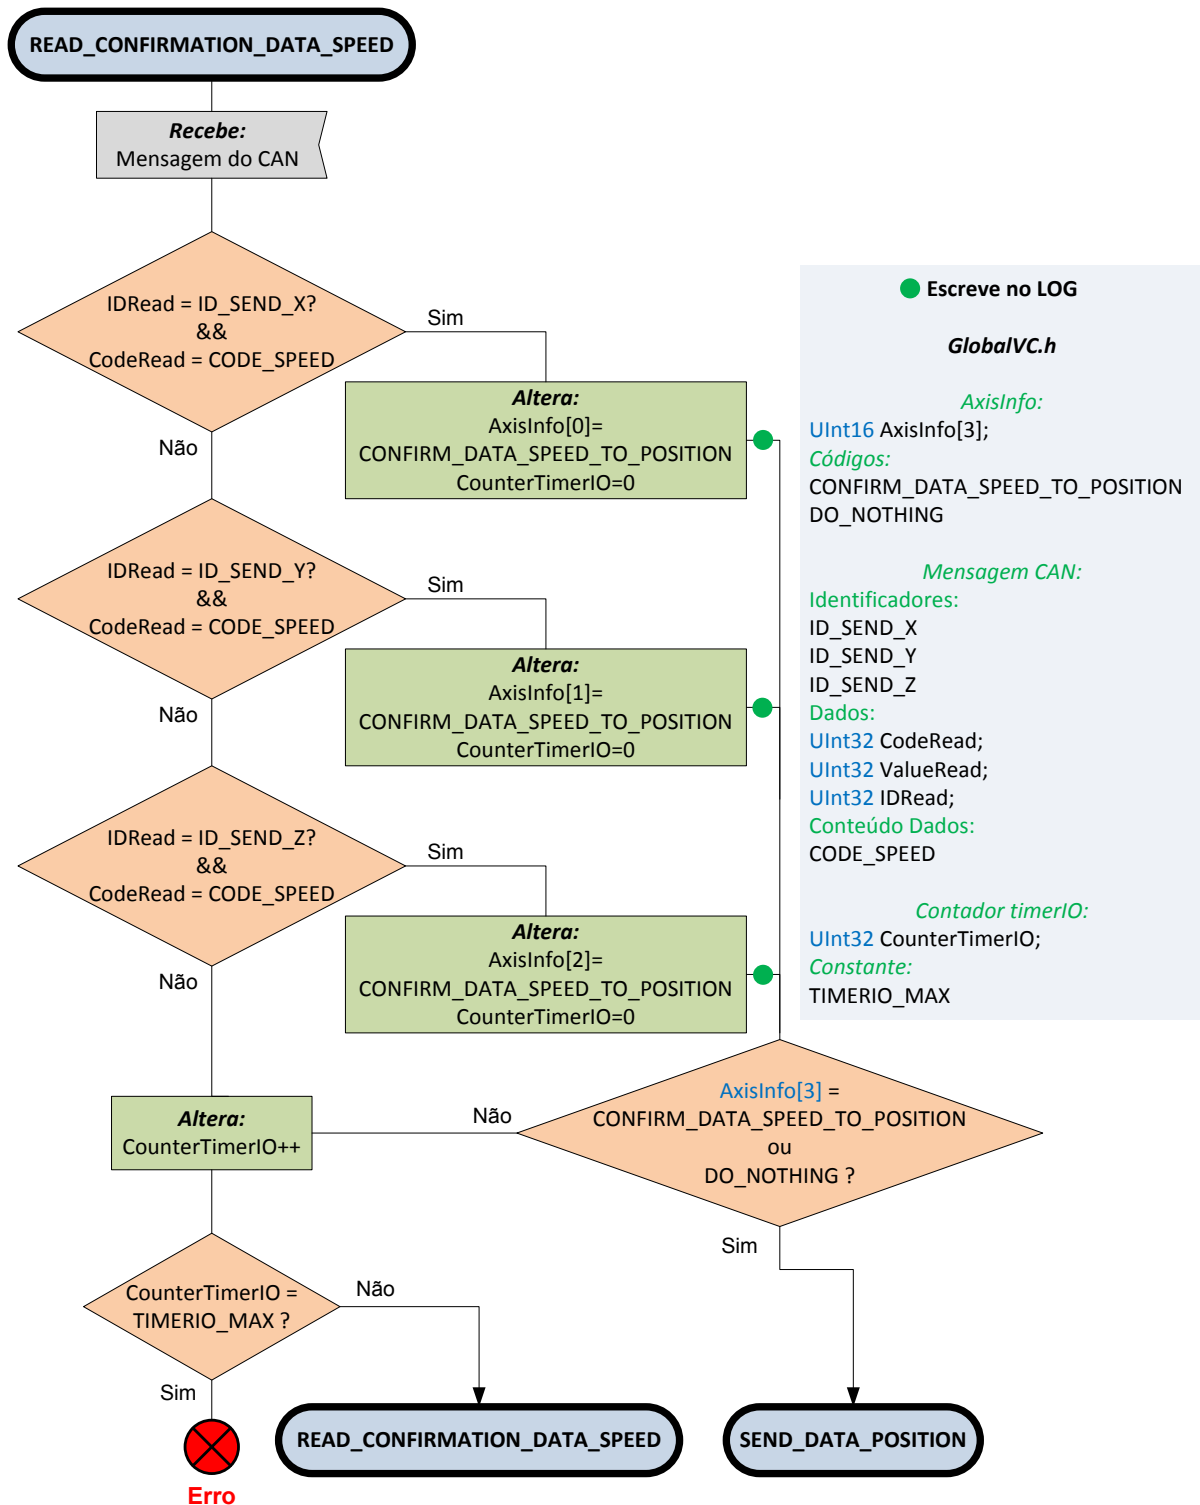 READ_CONFIRMATION_DATA_SPEED
Recebe:
Mensagem do CAN
IDRead = ID_SEND_X?
&&
CodeRead = CODE_SPEED
Sim
Não
Altera:
AxisInfo[0]=
CONFIRM_DATA_SPEED_TO_POSITION
CounterTimerIO=0
IDRead = ID_SEND_Y?
&&
CodeRead = CODE_SPEED
Sim
Não
Altera:
AxisInfo[1]=
CONFIRM_DATA_SPEED_TO_POSITION
CounterTimerIO=0
IDRead = ID_SEND_Z?
&&
CodeRead = CODE_SPEED
Sim
Não
Altera:
AxisInfo[2]=
CONFIRM_DATA_SPEED_TO_POSITION
CounterTimerIO=0
Escreve no LOG
GlobalVC.h
AxisInfo:
UInt16 AxisInfo[3];
Códigos:
CONFIRM_DATA_SPEED_TO_POSITION
DO_NOTHING
Mensagem CAN:
Identificadores:
ID_SEND_X
ID_SEND_Y
ID_SEND_Z
Dados:
UInt32 CodeRead;
UInt32 ValueRead;
UInt32 IDRead;
Conteúdo Dados:
CODE_SPEED
Contador timerIO:
UInt32 CounterTimerIO;
Constante:
TIMERIO_MAX
AxisInfo[3] =
CONFIRM_DATA_SPEED_TO_POSITION
ou
DO_NOTHING ?
Não
Sim
Altera:
CounterTimerIO++
CounterTimerIO =
TIMERIO_MAX ?
Não
Sim
Erro
READ_CONFIRMATION_DATA_SPEED
SEND_DATA_POSITION